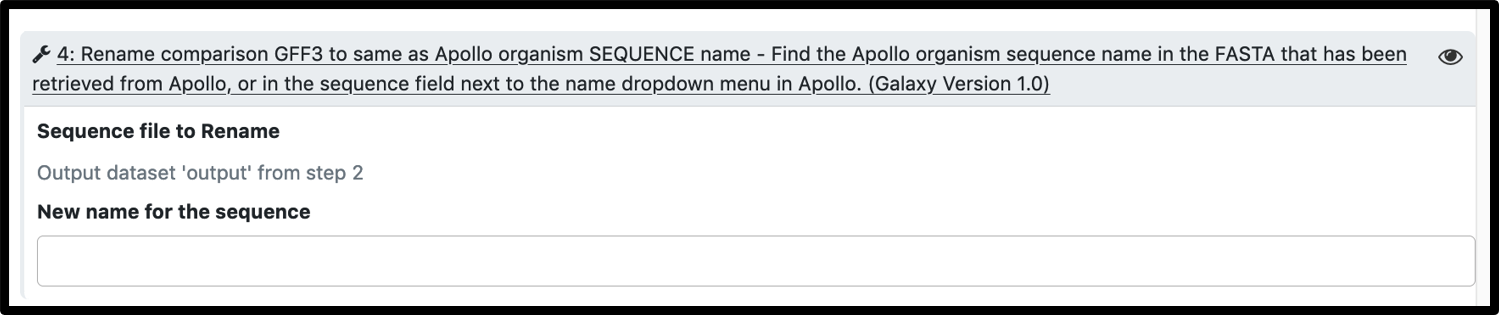 4: Rename comparison GFF3 to same as Apollo organism SEQUENCE name - Find the Apollo organism sequence name in the FASTA that has been
retrieved from Apollo, or in the sequence field next to the name dropdown menu in Apollo. (Galaxy Version 1.0)
Sequence file to Rename
Output dataset 'output' from step 2
New name for the sequence